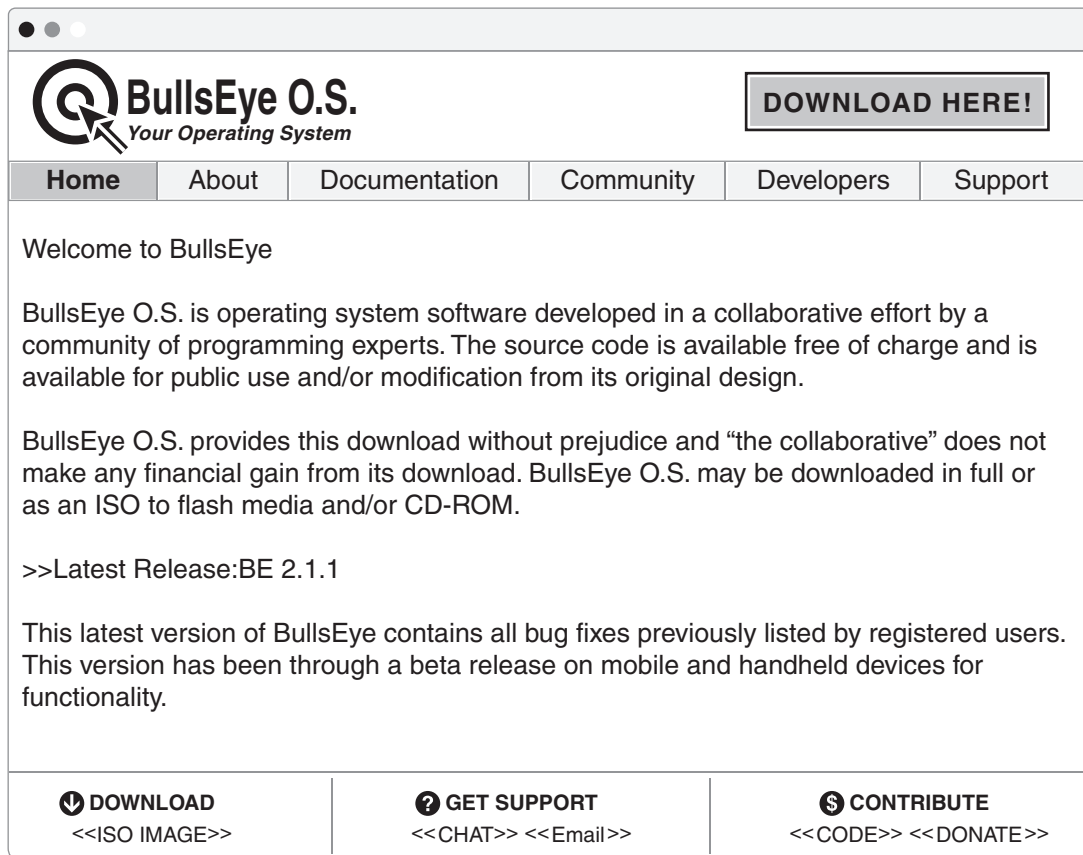 BullsEye O.S.
Your Operating System
DOWNLOAD HERE!
Home About Documentation Community Developers Support
Welcome to BullsEye
BullsEye O.S. is operating system software developed in a collaborative effort by a
community of programming experts. The source code is available free of charge and is
available for public use and/or modification from its original design.
BullsEye O.S. provides this download without prejudice and “the collaborative” does not
make any financial gain from its download. BullsEye O.S. may be downloaded in full or
as an ISO to flash media and/or CD-ROM.
>>Latest Release:BE 2.1.1
This latest version of BullsEye contains all bug fixes previously listed by registered users.
This version has been through a beta release on mobile and handheld devices for
functionality.
DOWNLOAD
<<ISO IMAGE>>
? GET SUPPORT
<<CHAT>> <<Email>>
$ CONTRIBUTE
<<CODE>> <<DONATE>>